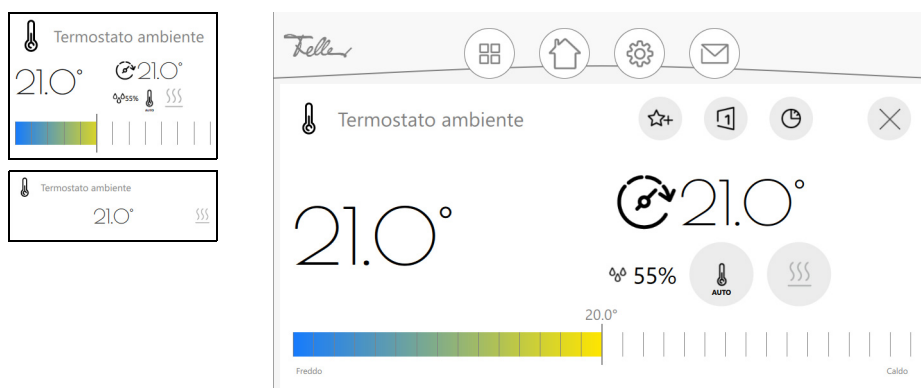 Termostato ambiente
21.0°
21.0°
55%
AUTO
Termostato ambiente
21.0°
Feller
Termostato ambiente
1
21.0°
21.0°
55%
AUTO
20.0°
Freddo
Caldo